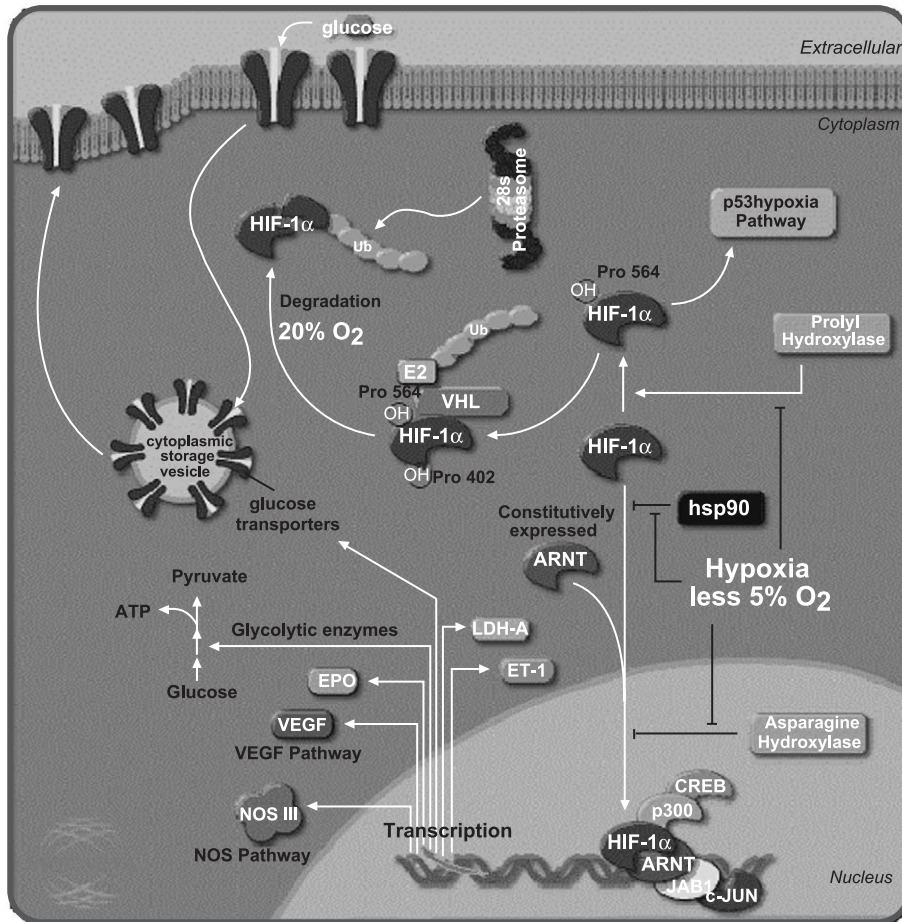 glucose
Extracellular
Cytoplasm
28s
Proteasome
p53hypoxia
Pathway
HIF-1α
Ub
Pro 564
OH
HIF-1α
Degradation
20% O2
Prolyl
Hydroxylase
Ub
E2
Pro 564
VHL
OH
HIF-1α
HIF-1α
OH
Pro 402
cytoplasmic
storage
vesicle
glucose
transporters
hsp90
Constitutively
expressed
ARNT
Hypoxia
less 5% O2
Pyruvate
ATP
Glycolytic enzymes
LDH-A
Glucose
EPO
ET-1
VEGF
VEGF Pathway
Asparagine
Hydroxylase
CREB
p300
NOS III
Transcription
HIF-1α
NOS Pathway
ARNT
JAB1
c-JUN
Nucleus